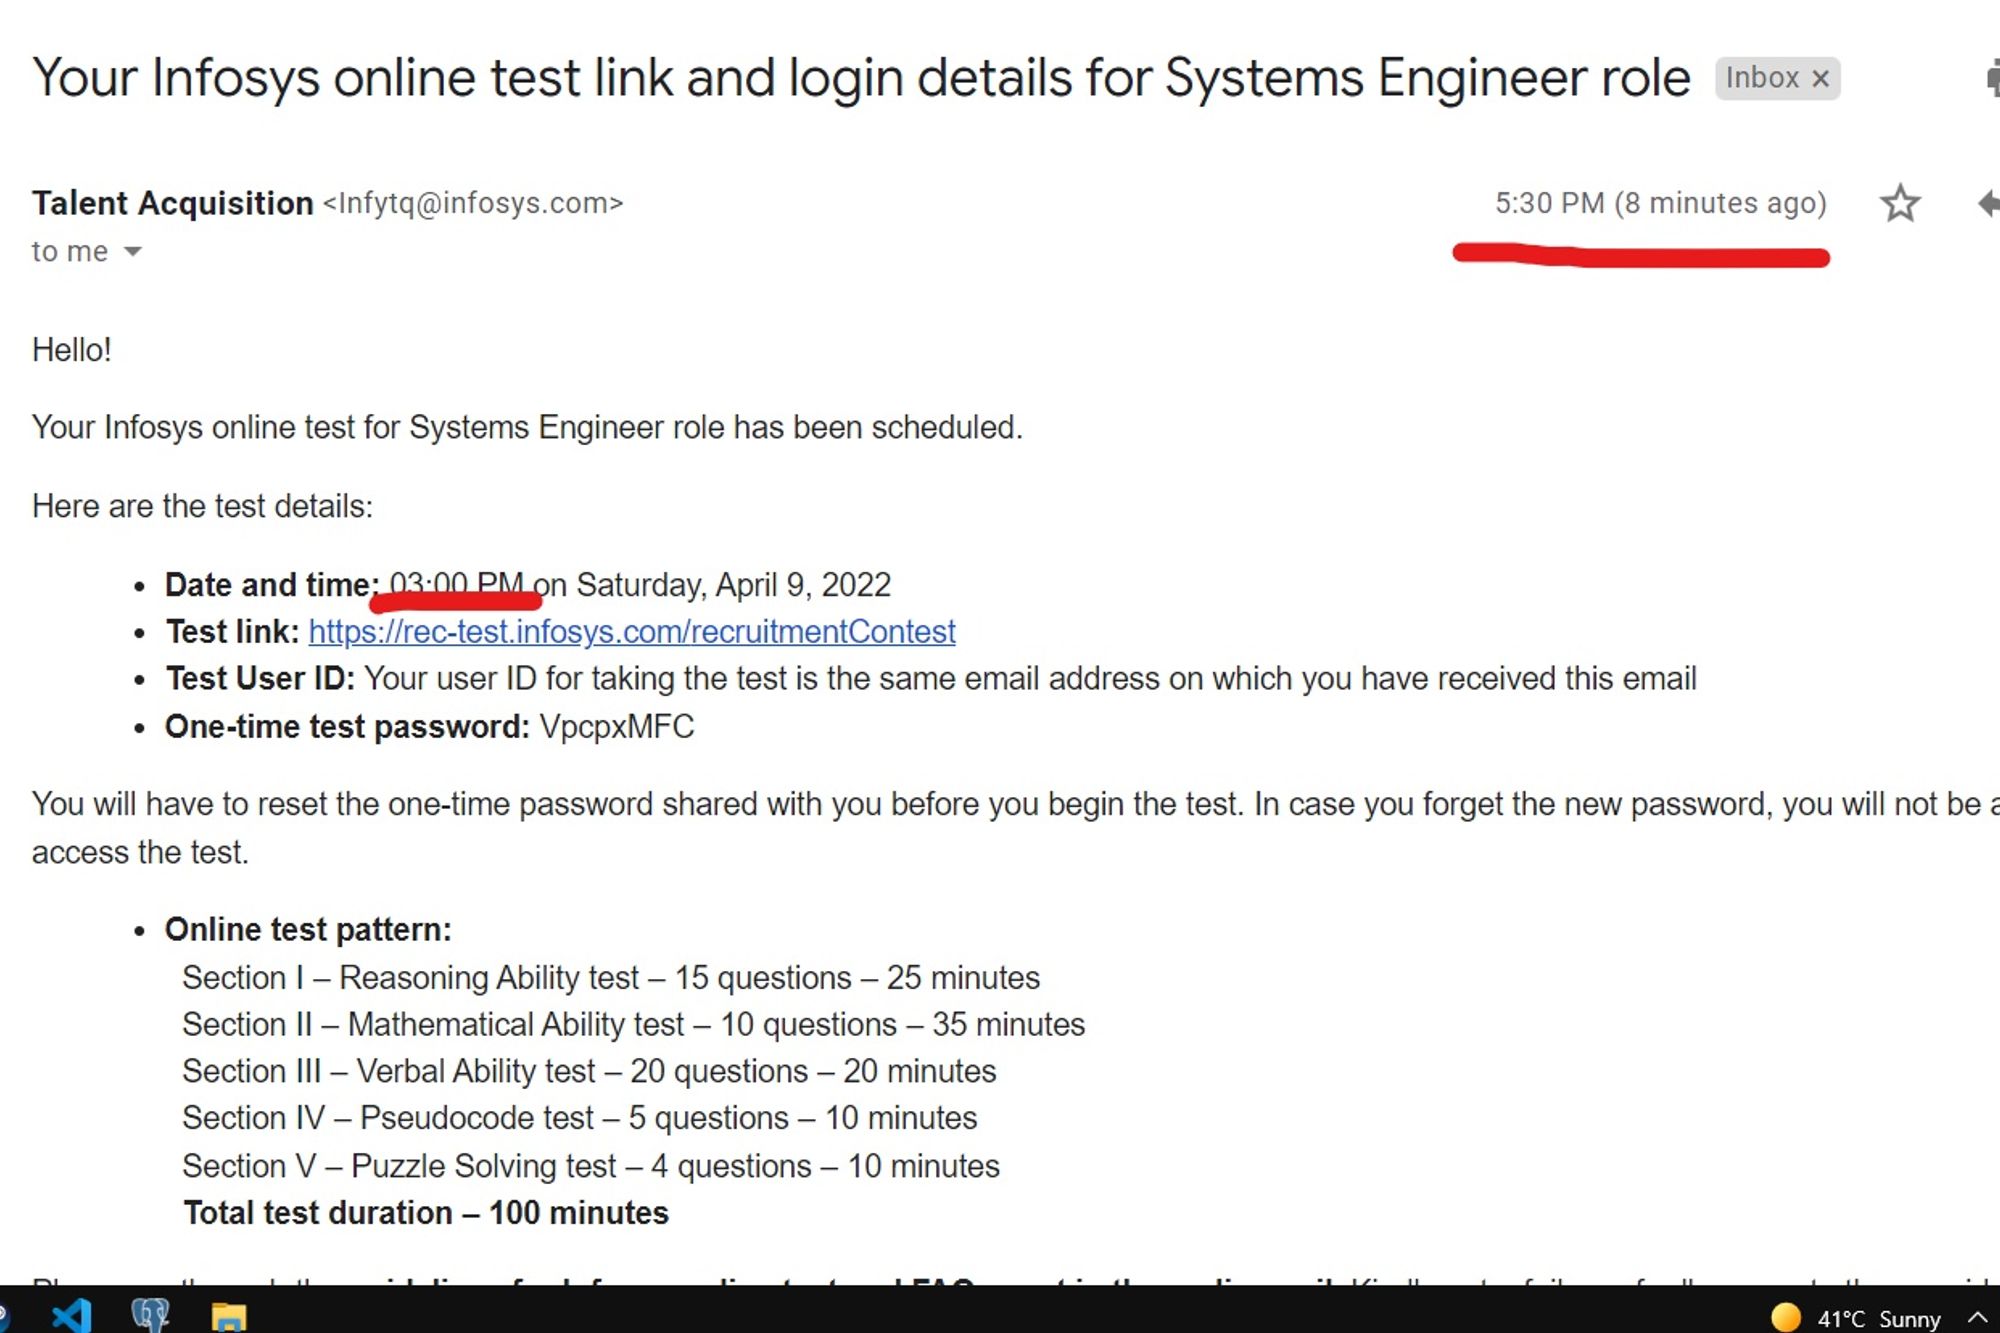 Your Infosys online test link and login details for Systems Engineer role Inbox ×
Talent Acquisition <Infytq@infosys.com> 5:30 PM (8 minutes ago)
to me
Hello!
Your Infosys online test for Systems Engineer role has been scheduled.
Here are the test details:
• Date and time: 03:00 PM on Saturday, April 9, 2022
• Test link: https://rec-test.infosys.com/recruitmentContest
• Test User ID: Your user ID for taking the test is the same email address on which you have received this email
• One-time test password: VpcpxMFC
You will have to reset the one-time password shared with you before you begin the test. In case you forget the new password, you will not be
access the test.
• Online test pattern:
Section I – Reasoning Ability test – 15 questions – 25 minutes
Section II – Mathematical Ability test – 10 questions – 35 minutes
Section III – Verbal Ability test – 20 questions – 20 minutes
Section IV – Pseudocode test – 5 questions – 10 minutes
Section V – Puzzle Solving test – 4 questions – 10 minutes
Total test duration – 100 minutes
41°C Sunny